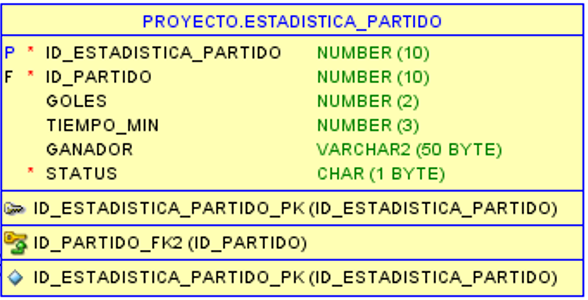 PROYECTO.ESTADISTICA_PARTIDO
P * ID_ESTADISTICA_PARTIDO NUMBER (10)
F * ID_PARTIDO NUMBER (10)
GOLES NUMBER (2)
TIEMPO_MIN NUMBER (3)
GANADOR VARCHAR2 (50 BYTE)
* STATUS CHAR (1 BYTE)
ID_ESTADISTICA_PARTIDO_PK (ID_ESTADISTICA_PARTIDO)
ID_PARTIDO_FK2 (ID_PARTIDO)
ID_ESTADISTICA_PARTIDO_PK (ID_ESTADISTICA_PARTIDO)